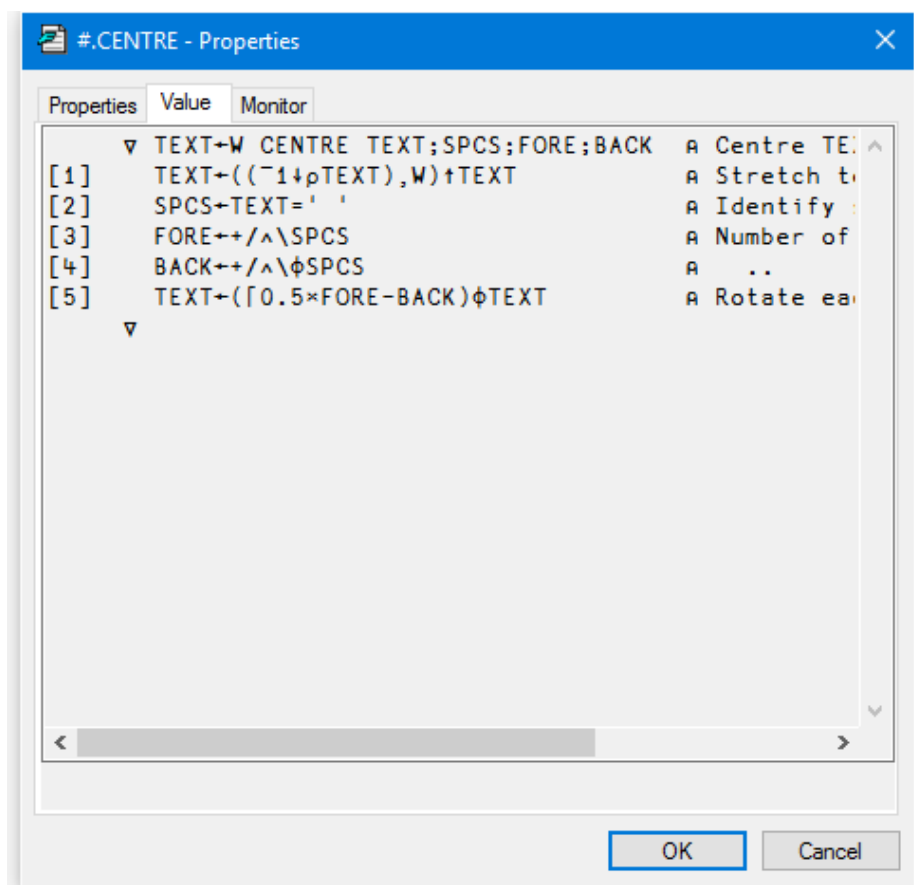 #.CENTRE - Properties
Properties Value Monitor
∇ TEXT←W CENTRE TEXT;SPCS;FORE;BACK ⍝ Centre
[1] TEXT←((¯1↓⍴TEXT),W)↑TEXT ⍝ Stretch
[2] SPCS←TEXT=' ' ⍝ Identify
[3] FORE←+/∧\SPCS ⍝ Number of
[4] BACK←+/∧\⌽SPCS ⍝ ..
[5] TEXT←(⌈0.5×FORE-BACK)⌽TEXT ⍝ Rotate
∇
OK Cancel